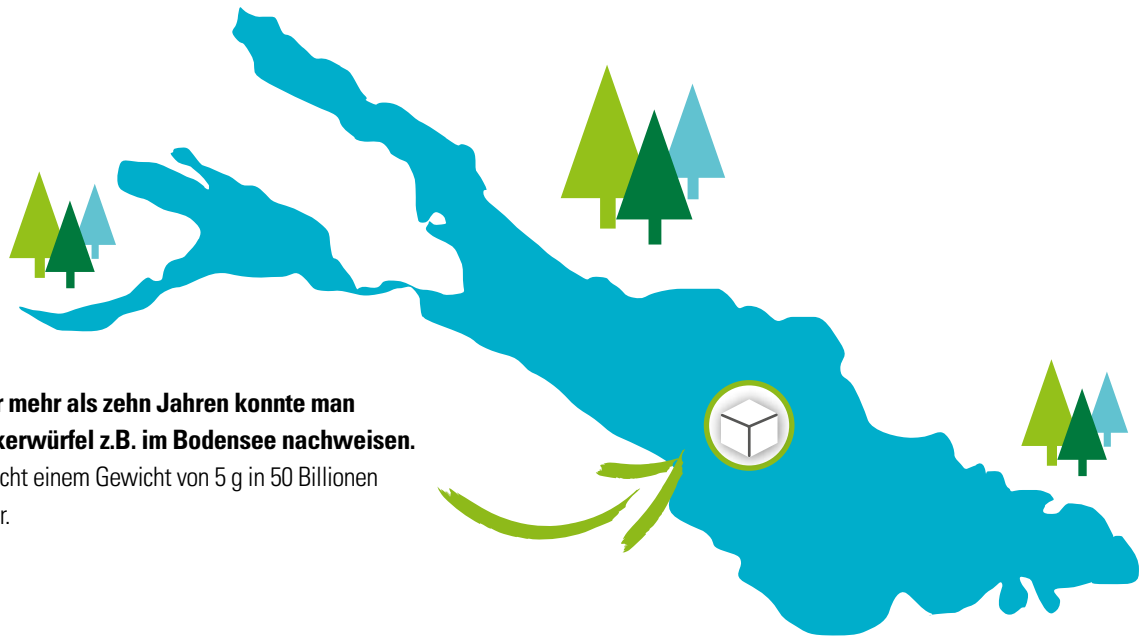 r mehr als zehn Jahren konnte man
kerwürfel z.B. im Bodensee nachweisen.
cht einem Gewicht von 5 g in 50 Billionen
r.